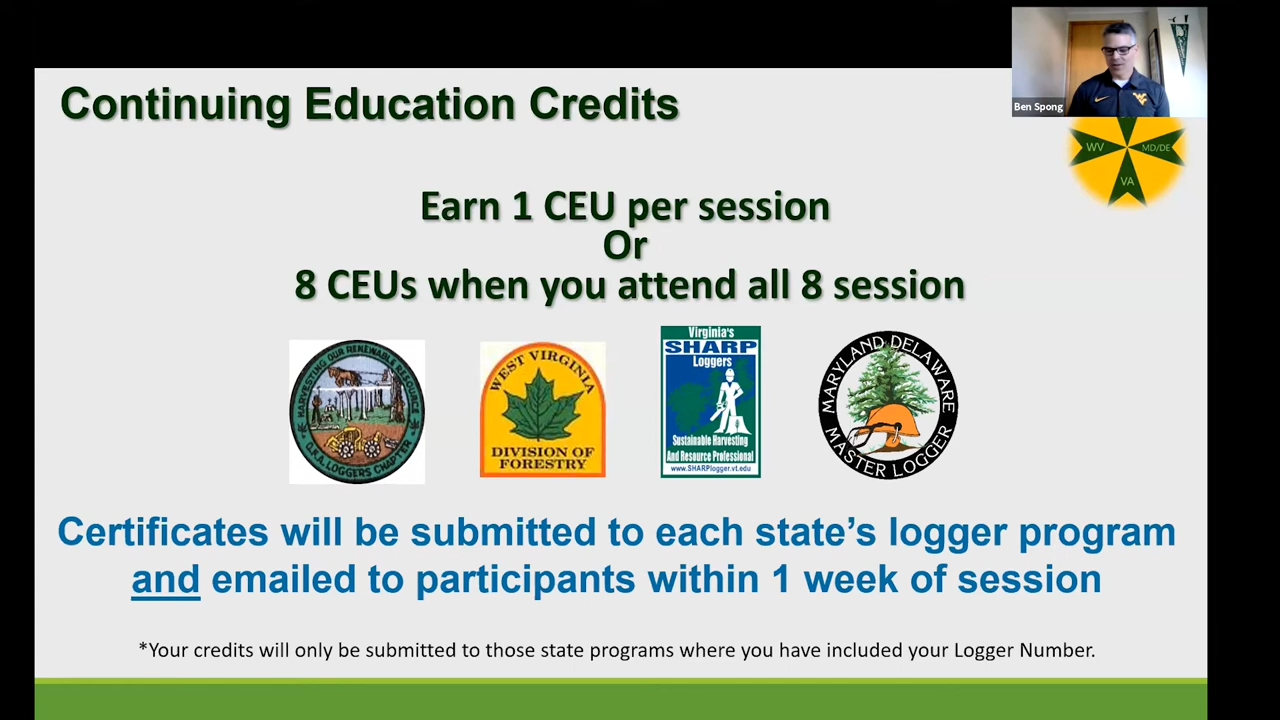 Continuing Education Credits
Ben Spong
WV
MD/DE
VA
Earn 1 CEU per session
Or
8 CEUs when you attend all 8 session
HARVESTING OUR RENEWABLE RESOURCE
LOGGERS CHAPTER
WEST VIRGINIA
DIVISION OF
FORESTRY
Virginia's
SHARP
Loggers
Sustainable Harvesting
And Resource Professional
www.SHARPlogger.vt.edu
MARYLAND DELAWARE
MASTER LOGGER
Certificates will be submitted to each state’s logger program
and emailed to participants within 1 week of session
*Your credits will only be submitted to those state programs where you have included your Logger Number.